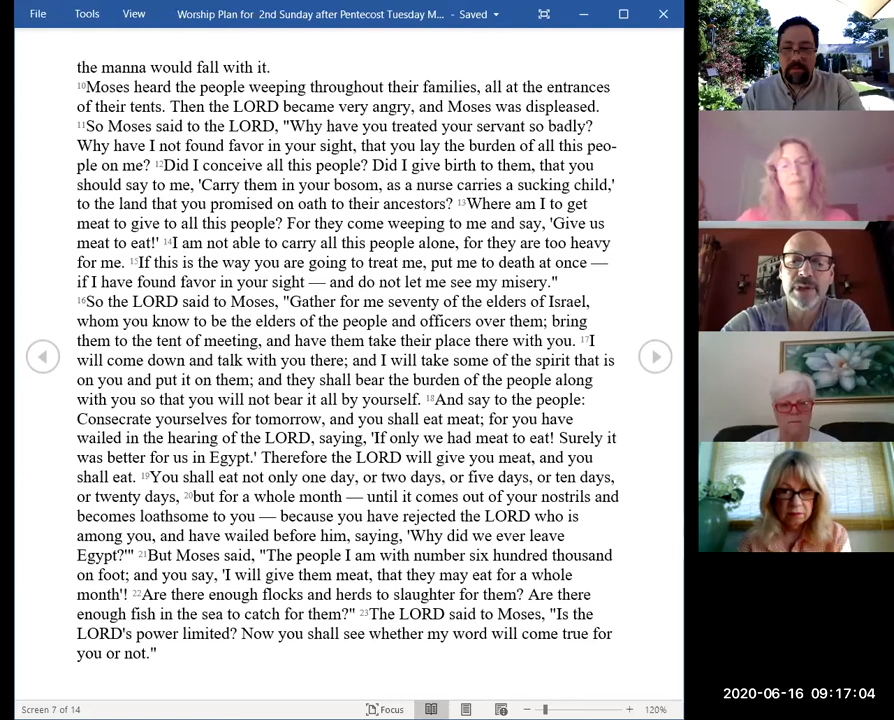 File Tools View Worship Plan for 2nd Sunday after Pentecost Tuesday M... - Saved
the manna would fall with it.
10Moses heard the people weeping throughout their families, all at the entrances
of their tents. Then the LORD became very angry, and Moses was displeased.
11So Moses said to the LORD, "Why have you treated your servant so badly?
Why have I not found favor in your sight, that you lay the burden of all this peo-
ple on me? 12Did I conceive all this people? Did I give birth to them, that you
should say to me, 'Carry them in your bosom, as a nurse carries a sucking child,'
to the land that you promised on oath to their ancestors? 13Where am I to get
meat to give to all this people? For they come weeping to me and say, 'Give us
meat to eat!' 14I am not able to carry all this people alone, for they are too heavy
for me. 15If this is the way you are going to treat me, put me to death at once —
if I have found favor in your sight — and do not let me see my misery."
16So the LORD said to Moses, "Gather for me seventy of the elders of Israel,
whom you know to be the elders of the people and officers over them; bring
them to the tent of meeting, and have them take their place there with you. 17I
will come down and talk with you there; and I will take some of the spirit that is
on you and put it on them; and they shall bear the burden of the people along
with you so that you will not bear it all by yourself. 18And say to the people:
Consecrate yourselves for tomorrow, and you shall eat meat; for you have
wailed in the hearing of the LORD, saying, 'If only we had meat to eat! Surely it
was better for us in Egypt.' Therefore the LORD will give you meat, and you
shall eat. 19You shall eat not only one day, or two days, or five days, or ten days,
or twenty days, 20but for a whole month — until it comes out of your nostrils and
becomes loathsome to you — because you have rejected the LORD who is
among you, and have wailed before him, saying, 'Why did we ever leave
Egypt?'" 21But Moses said, "The people I am with number six hundred thousand
on foot; and you say, 'I will give them meat, that they may eat for a whole
month'! 22Are there enough flocks and herds to slaughter for them? Are there
enough fish in the sea to catch for them?" 23The LORD said to Moses, "Is the
LORD's power limited? Now you shall see whether my word will come true for
you or not."
Screen 7 of 14 Focus 120%
2020-06-16 09:17:04